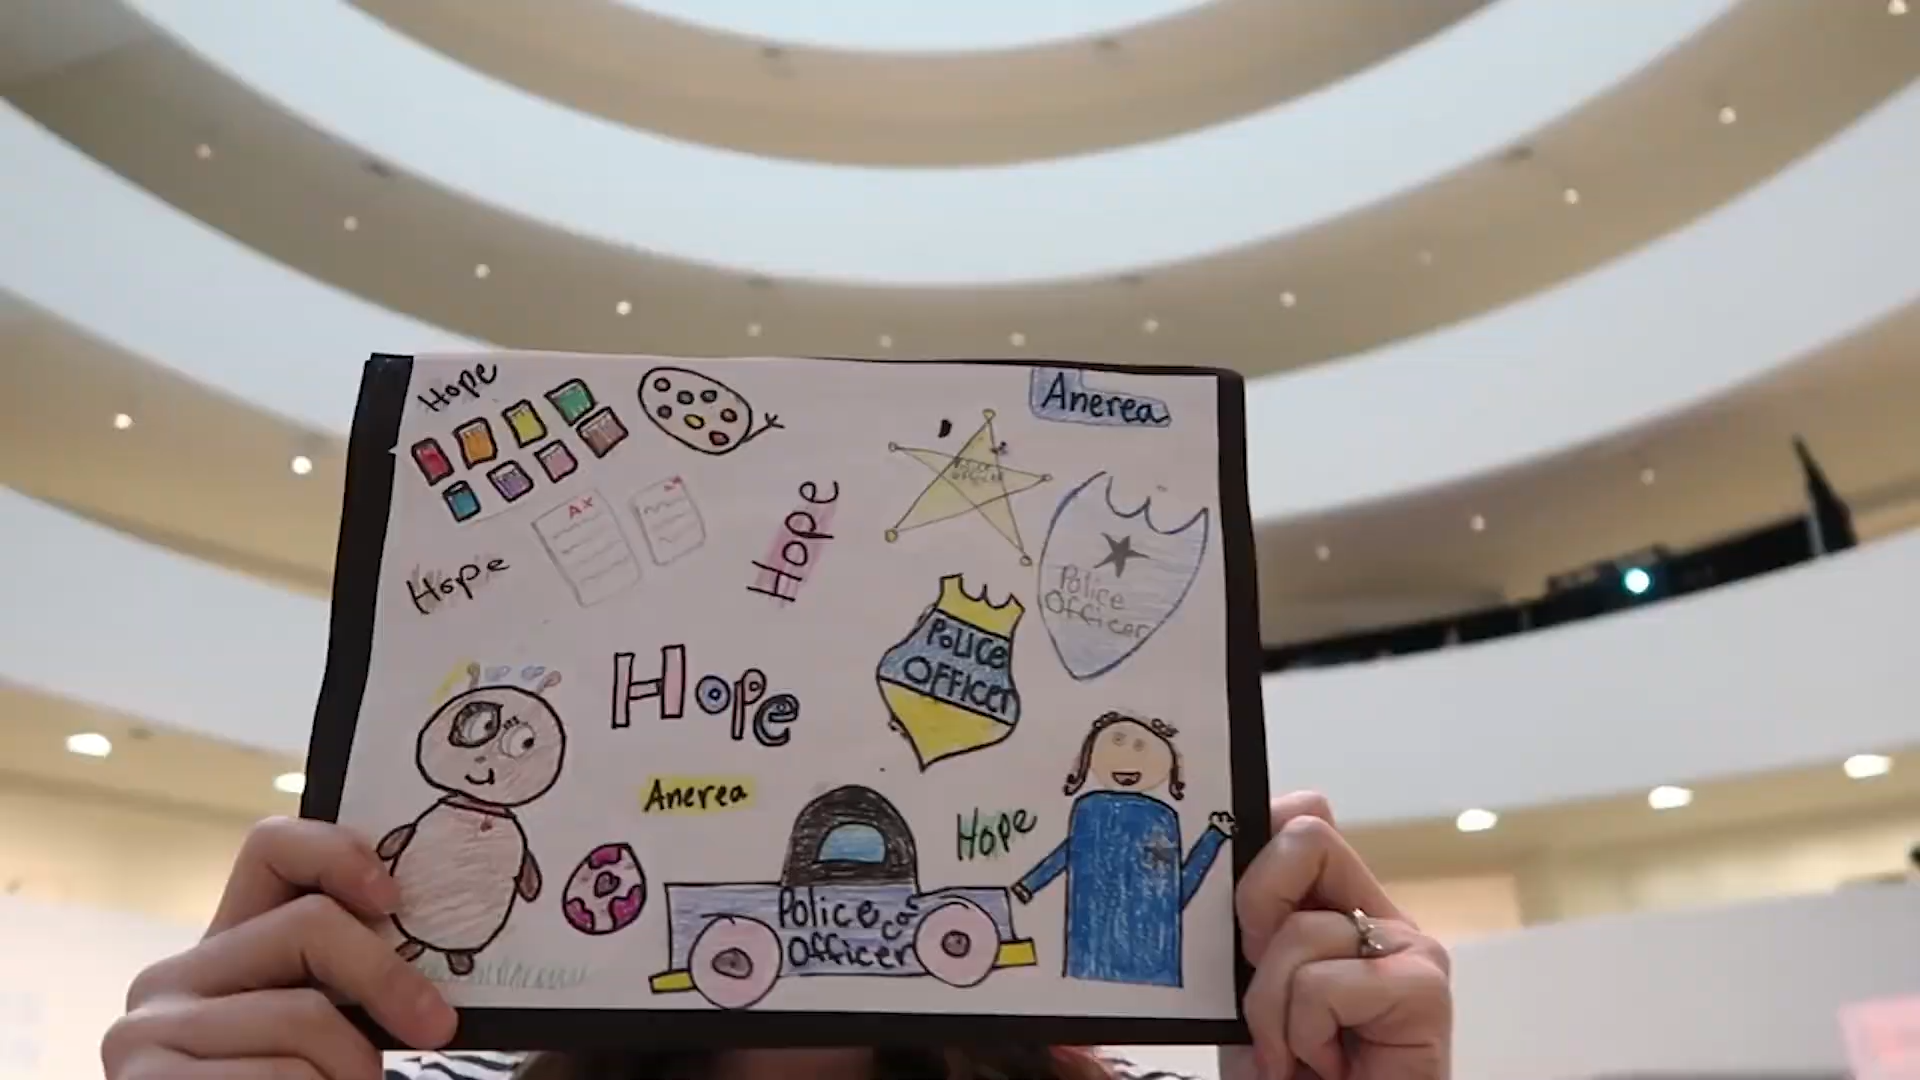 Hope
Anerea
A+
Hope
Hope
Police
Officer
POLICE
OFFICER
Hope
Anerea
Hope
Police car
Officer